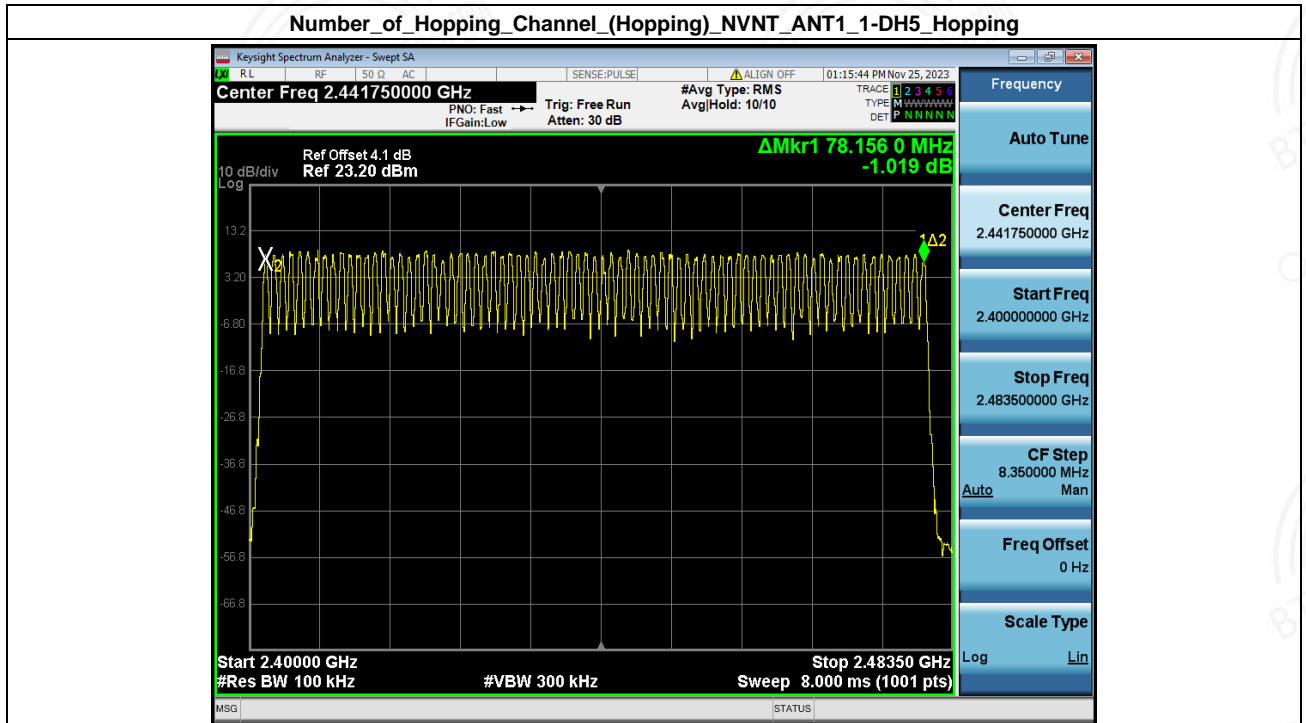 Number_of_Hopping_Channel_(Hopping)_NVNT_ANT1_1-DH5_Hopping
Keysight Spectrum Analyzer - Swept SA
LXI RL RF 50 Ω AC SENSE:PULSE ALIGN OFF 01:15:44 PM Nov 25, 2023
Center Freq 2.441750000 GHz
PNO: Fast
IFGain:Low
Trig: Free Run
Atten: 30 dB
#Avg Type: RMS
Avg|Hold: 10/10
TRACE 1 2 3 4 5 6
TYPE M WWWWW
DET P N N N N N
Frequency
Auto Tune
Center Freq
2.441750000 GHz
Start Freq
2.400000000 GHz
Stop Freq
2.483500000 GHz
CF Step
8.350000 MHz
Auto Man
Freq Offset
0 Hz
Scale Type
Log Lin
ΔMkr1 78.156 0 MHz
-1.019 dB
Ref Offset 4.1 dB
10 dB/div Ref 23.20 dBm
Log
13.2
3.20
-6.80
-16.8
-26.8
-36.8
-46.8
-56.8
-66.8
X2
1Δ2
Start 2.40000 GHz Stop 2.48350 GHz
#Res BW 100 kHz #VBW 300 kHz Sweep 8.000 ms (1001 pts)
MSG STATUS